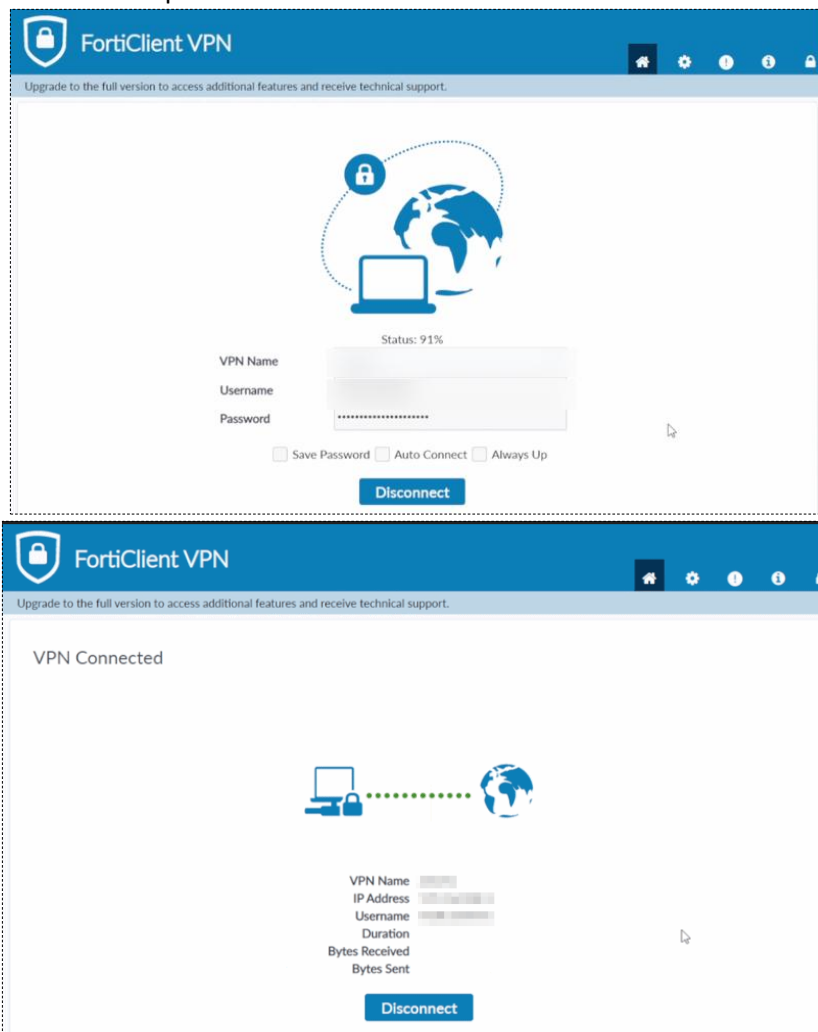 FortiClient VPN
Upgrade to the full version to access additional features and receive technical support.
Status: 91%
VPN Name
Username
Password ••••••••••••••••••••
Save Password Auto Connect Always Up
Disconnect
FortiClient VPN
Upgrade to the full version to access additional features and receive technical support.
VPN Connected
VPN Name
IP Address
Username
Duration
Bytes Received
Bytes Sent
Disconnect